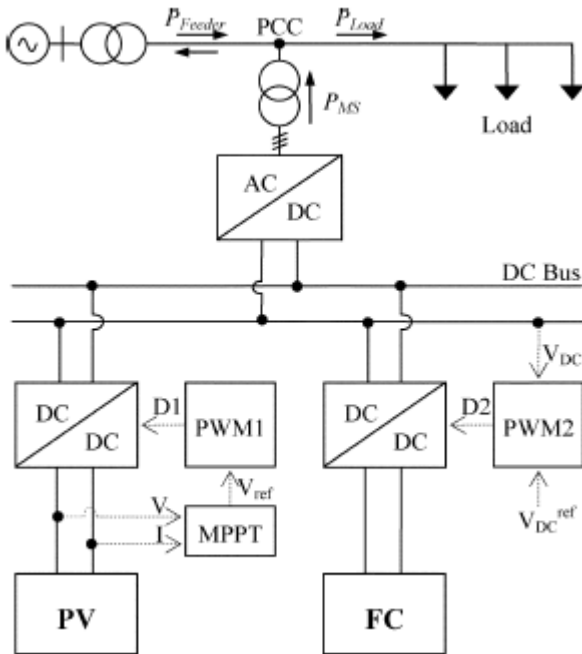 P_Feeder
PCC
P_Load
P_MS
Load
AC
DC
DC Bus
V_DC
DC
DC
D1
PWM1
DC
DC
D2
PWM2
V_ref
V
I
MPPT
V_DC^ref
PV
FC